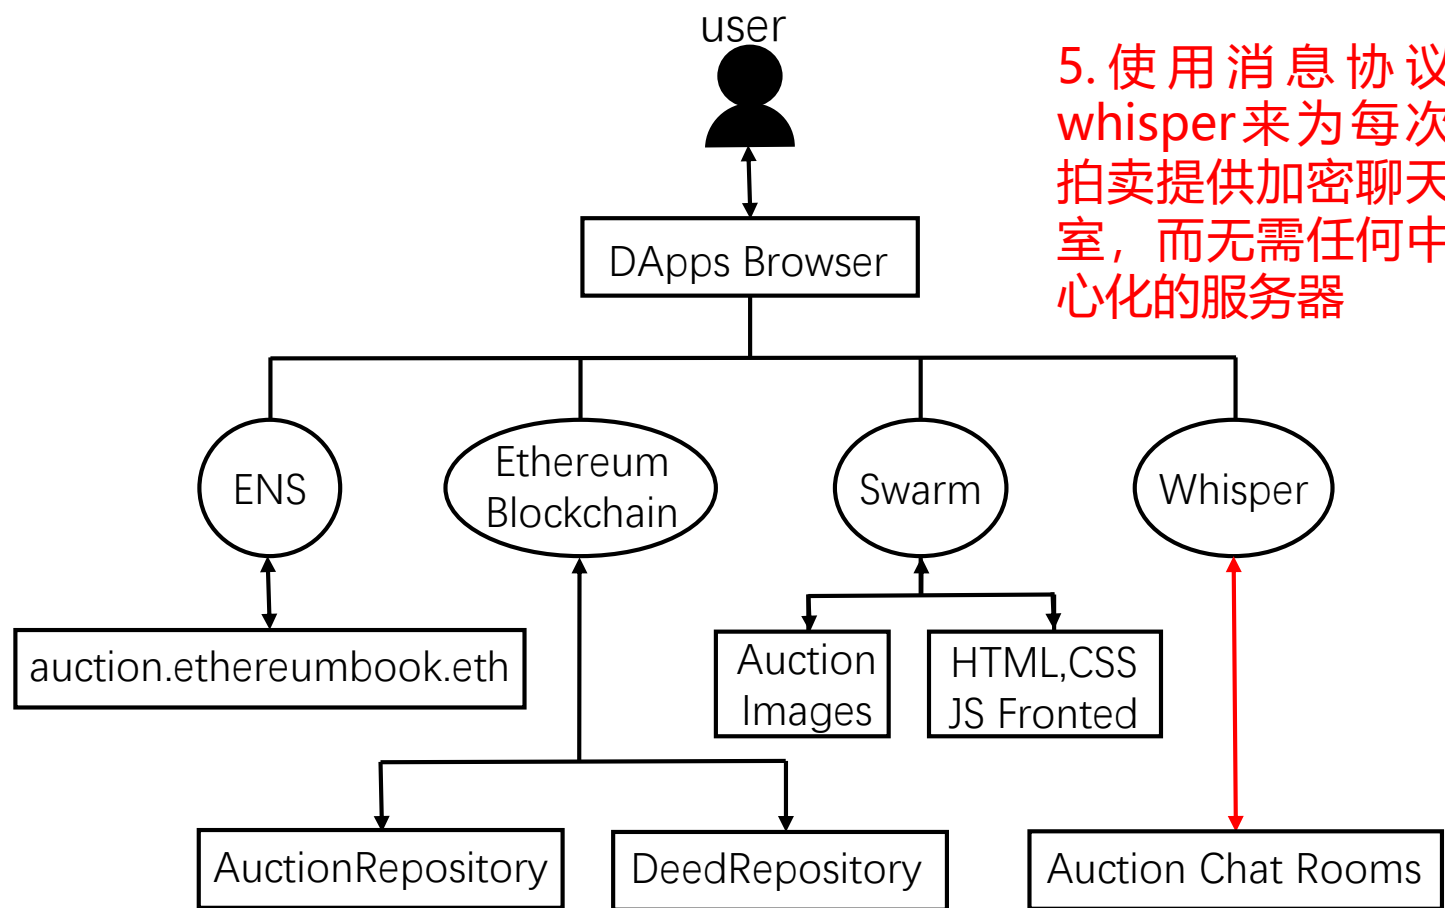 user
5. 使用消息协议
whisper来为每次
拍卖提供加密聊天
室，而无需任何中
心化的服务器
DApps Browser
ENS
Ethereum
Blockchain
Swarm
Whisper
auction.ethereumbook.eth
Auction
Images
HTML,CSS
JS Fronted
AuctionRepository
DeedRepository
Auction Chat Rooms